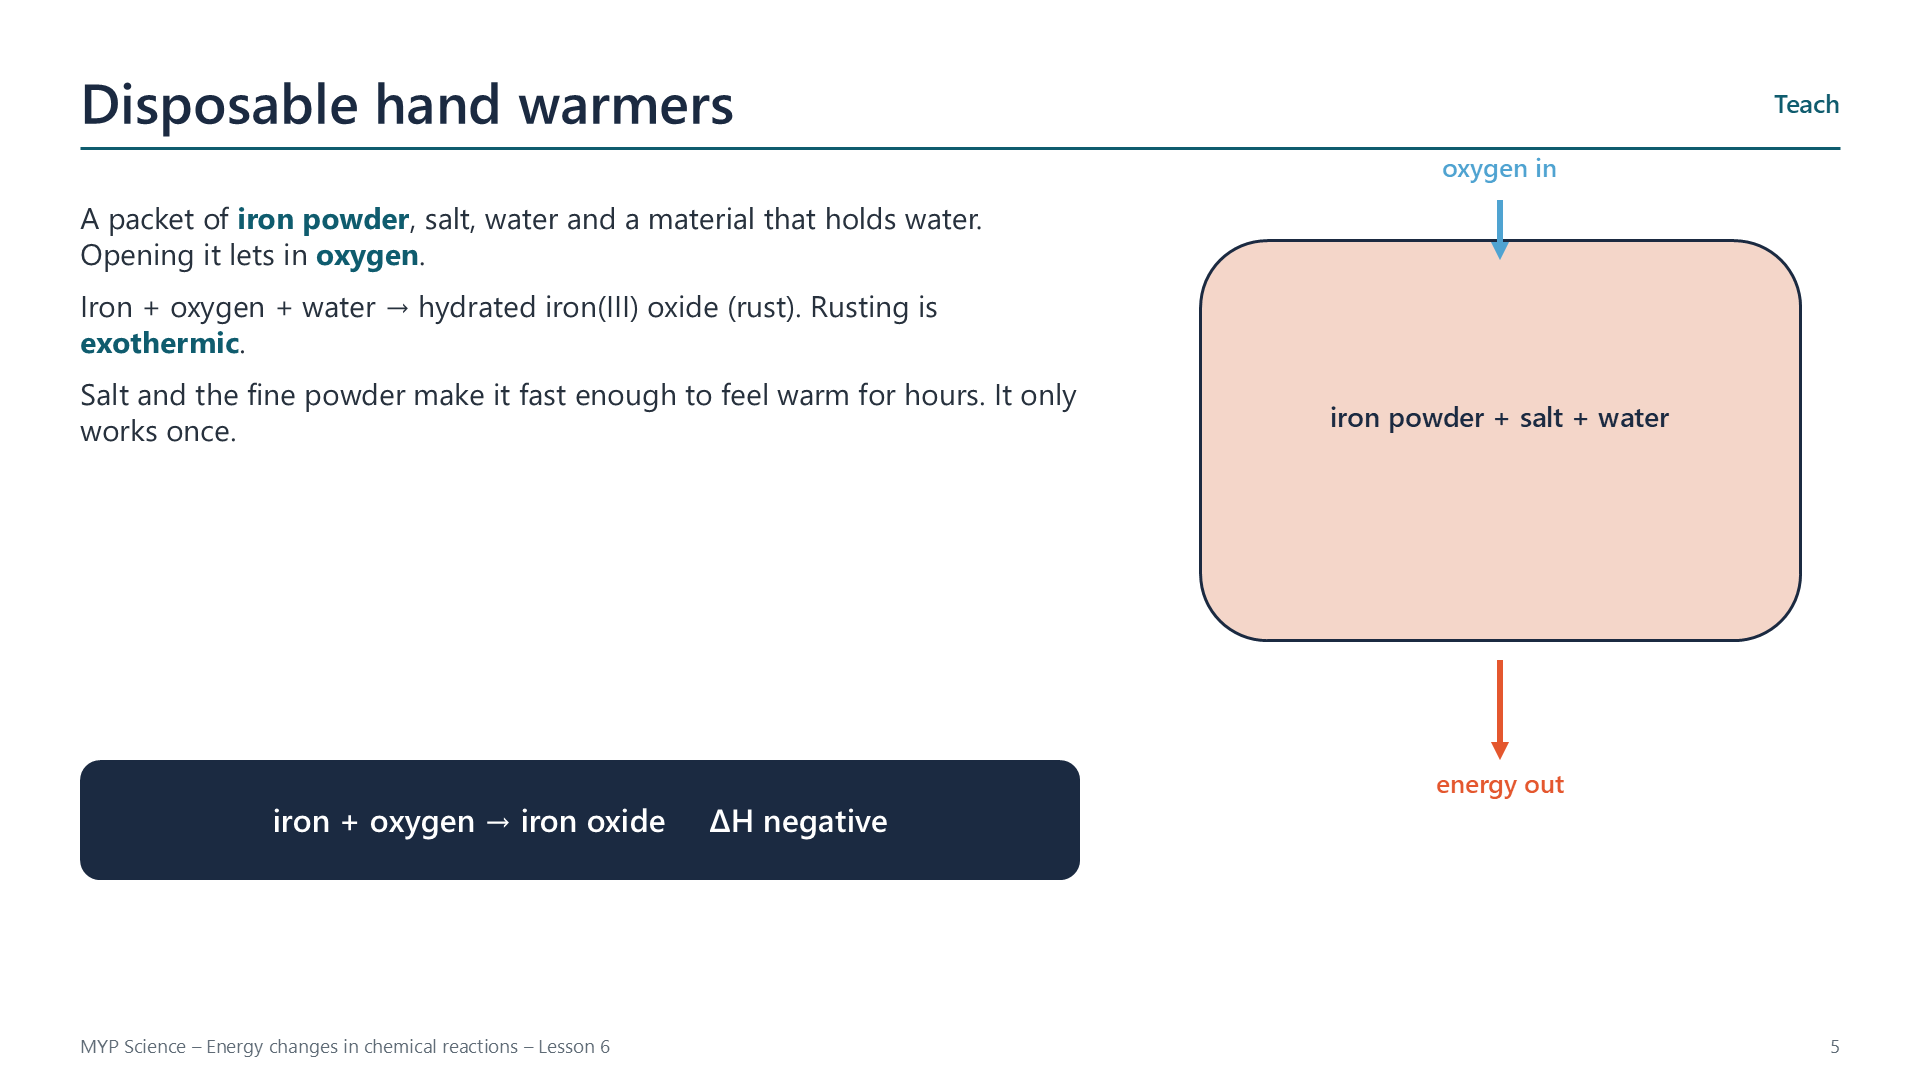 Disposable hand warmers
Teach
A packet of iron powder, salt, water and a material that holds water.
Opening it lets in oxygen.
Iron + oxygen + water → hydrated iron(III) oxide (rust). Rusting is
exothermic.
Salt and the fine powder make it fast enough to feel warm for hours. It only
works once.
iron + oxygen → iron oxide ΔH negative
oxygen in
iron powder + salt + water
energy out
MYP Science – Energy changes in chemical reactions – Lesson 6
5